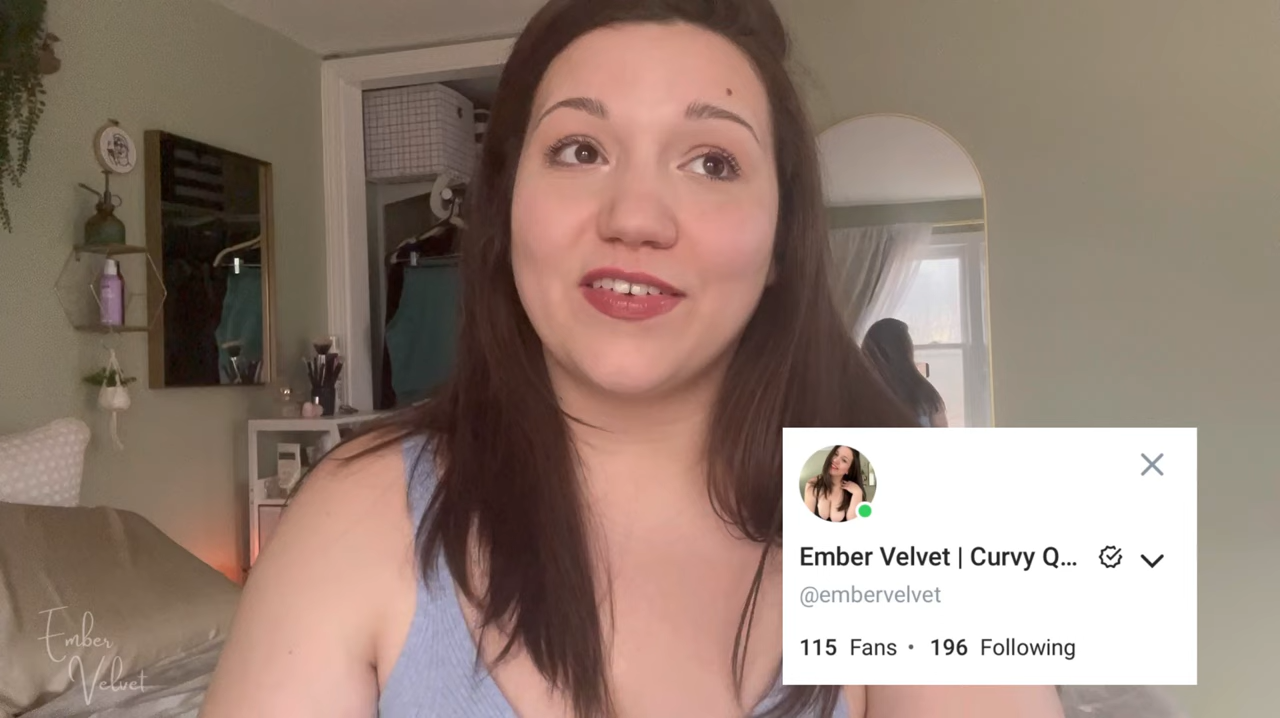 Ember Velvet | Curvy Q...
@embervelvet
115 Fans • 196 Following
Ember
Velvet